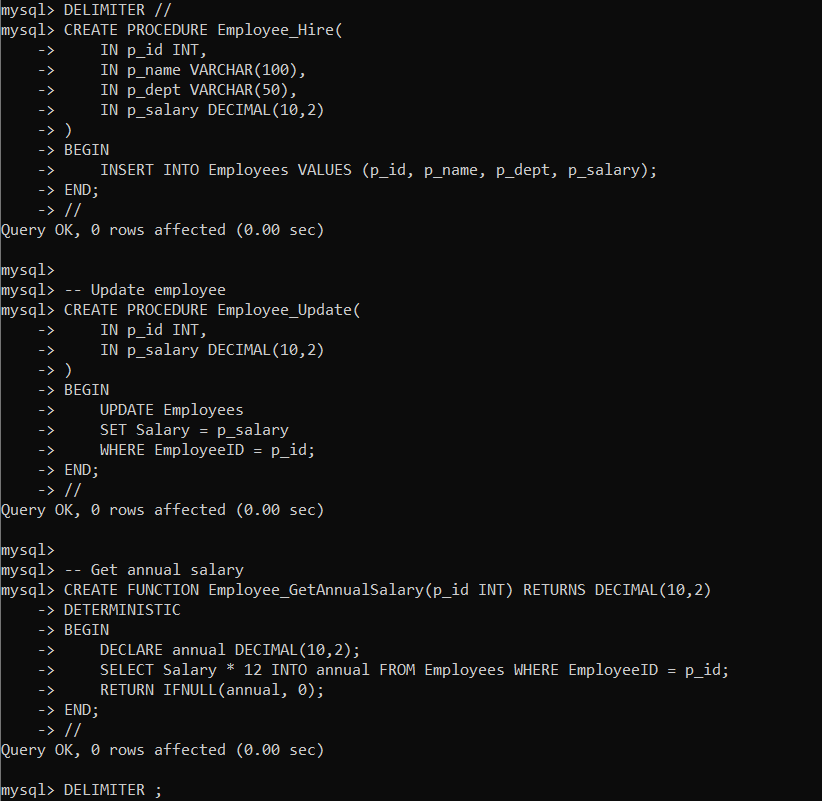 mysql> DELIMITER //
mysql> CREATE PROCEDURE Employee_Hire(
    ->     IN p_id INT,
    ->     IN p_name VARCHAR(100),
    ->     IN p_dept VARCHAR(50),
    ->     IN p_salary DECIMAL(10,2)
    -> )
    -> BEGIN
    ->     INSERT INTO Employees VALUES (p_id, p_name, p_dept, p_salary);
    -> END;
    -> //
Query OK, 0 rows affected (0.00 sec)

mysql>
mysql> -- Update employee
mysql> CREATE PROCEDURE Employee_Update(
    ->     IN p_id INT,
    ->     IN p_salary DECIMAL(10,2)
    -> )
    -> BEGIN
    ->     UPDATE Employees
    ->     SET Salary = p_salary
    ->     WHERE EmployeeID = p_id;
    -> END;
    -> //
Query OK, 0 rows affected (0.00 sec)

mysql>
mysql> -- Get annual salary
mysql> CREATE FUNCTION Employee_GetAnnualSalary(p_id INT) RETURNS DECIMAL(10,2)
    -> DETERMINISTIC
    -> BEGIN
    ->     DECLARE annual DECIMAL(10,2);
    ->     SELECT Salary * 12 INTO annual FROM Employees WHERE EmployeeID = p_id;
    ->     RETURN IFNULL(annual, 0);
    -> END;
    -> //
Query OK, 0 rows affected (0.00 sec)

mysql> DELIMITER ;